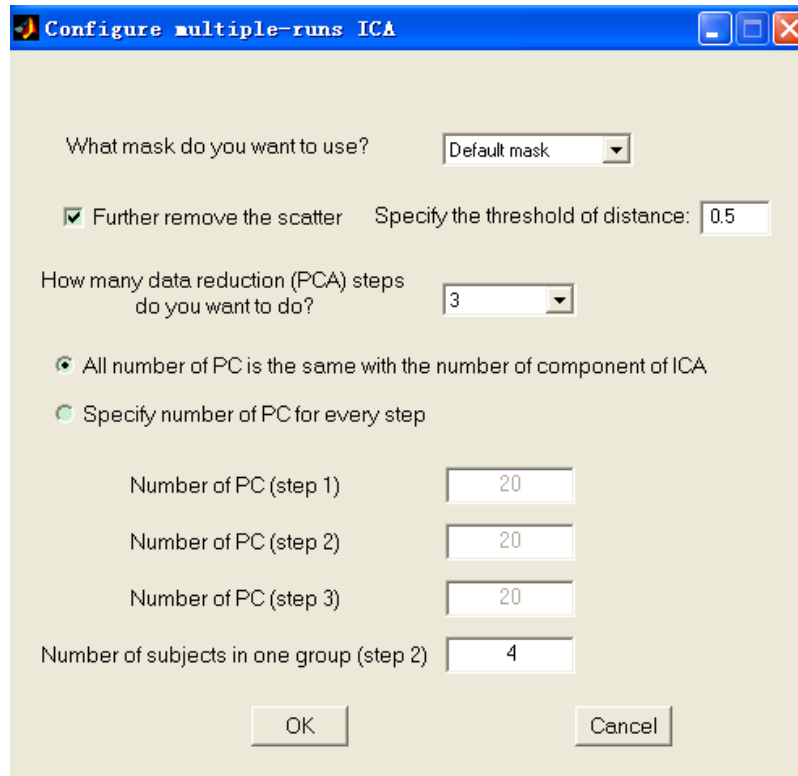 Configure multiple-runs ICA
What mask do you want to use? Default mask
Further remove the scatter Specify the threshold of distance: 0.5
How many data reduction (PCA) steps
do you want to do? 3
All number of PC is the same with the number of component of ICA
Specify number of PC for every step
Number of PC (step 1) 20
Number of PC (step 2) 20
Number of PC (step 3) 20
Number of subjects in one group (step 2) 4
OK Cancel